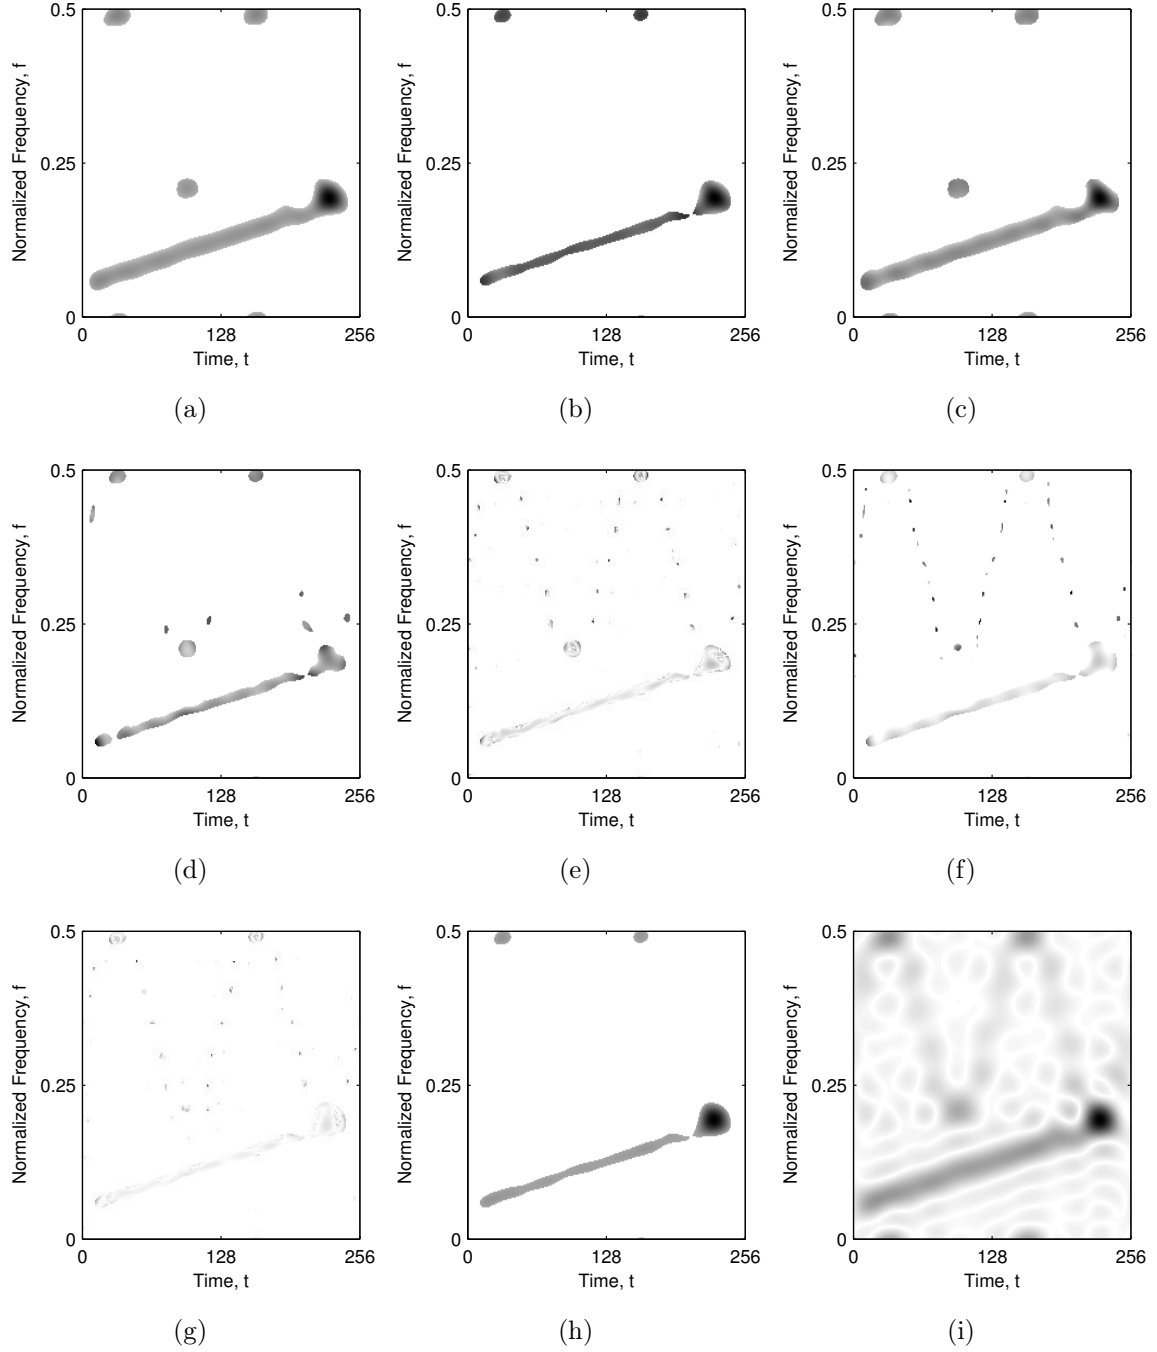 0.5 0.5 0.5
Normalized Frequency, f Normalized Frequency, f Normalized Frequency, f
0.25 0.25 0.25
0 0 0
0 128 256 0 128 256 0 128 256
Time, t Time, t Time, t
(a) (b) (c)
0.5 0.5 0.5
Normalized Frequency, f Normalized Frequency, f Normalized Frequency, f
0.25 0.25 0.25
0 0 0
0 128 256 0 128 256 0 128 256
Time, t Time, t Time, t
(d) (e) (f)
0.5 0.5 0.5
Normalized Frequency, f Normalized Frequency, f Normalized Frequency, f
0.25 0.25 0.25
0 0 0
0 128 256 0 128 256 0 128 256
Time, t Time, t Time, t
(g) (h) (i)